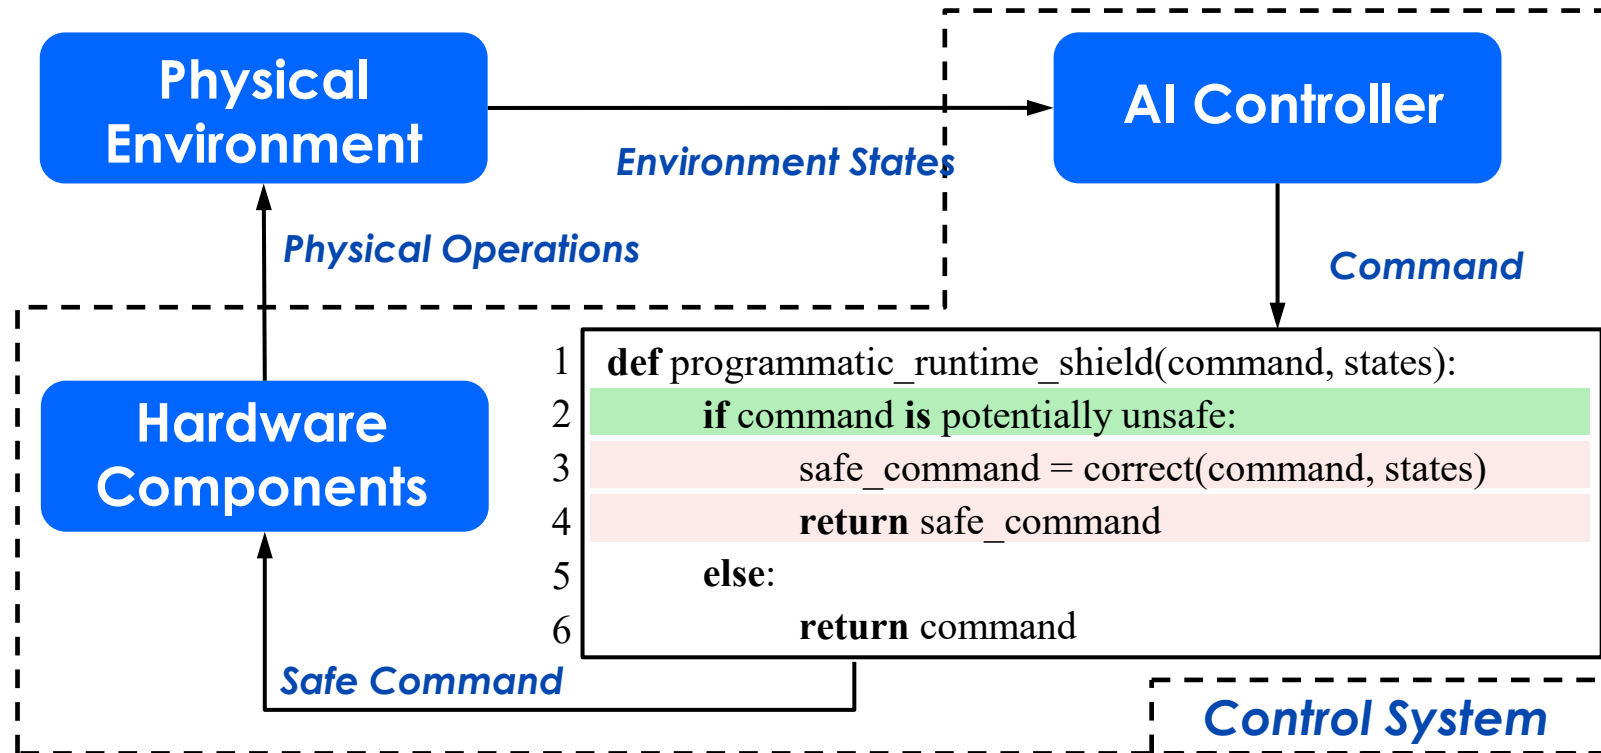 Physical
Environment
AI Controller
Environment States
Physical Operations
Command
1 def programmatic_runtime_shield(command, states):
2 if command is potentially unsafe:
3 safe_command = correct(command, states)
4 return safe_command
5 else:
6 return command
Hardware
Components
Safe Command
Control System